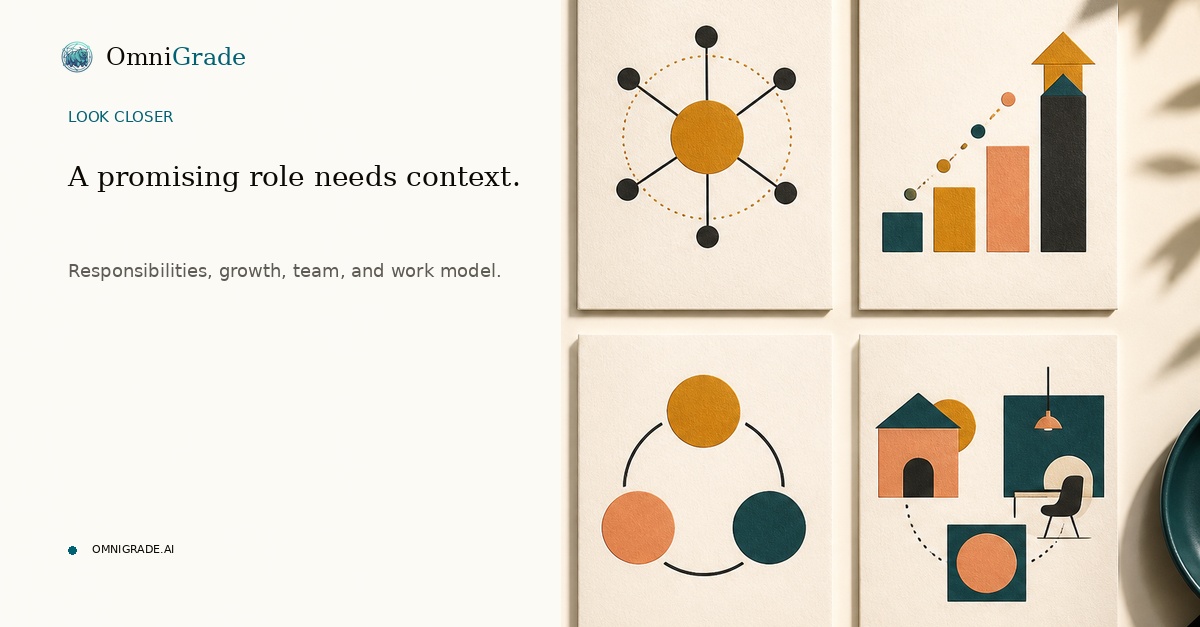 OmniGrade
LOOK CLOSER
A promising role needs context.
Responsibilities, growth, team, and work model.
OMNIGRADE.AI